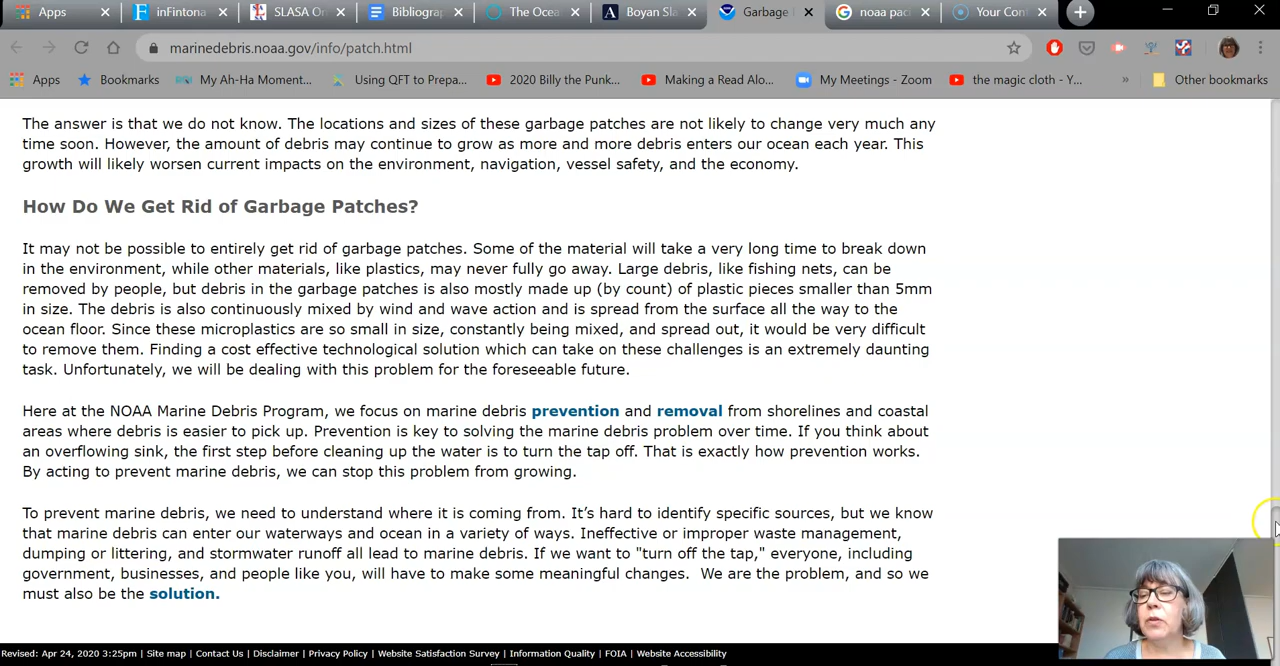 Apps
inFintona
SLASA On
Bibliograp
The Ocea
Boyan Sla
Garbage
noaa paci
Your Con
marinedebris.noaa.gov/info/patch.html
Apps
Bookmarks
My Ah-Ha Moment...
Using QFT to Prepa...
2020 Billy the Punk...
Making a Read Alo...
My Meetings - Zoom
the magic cloth - Y...
Other bookmarks
The answer is that we do not know. The locations and sizes of these garbage patches are not likely to change very much any
time soon. However, the amount of debris may continue to grow as more and more debris enters our ocean each year. This
growth will likely worsen current impacts on the environment, navigation, vessel safety, and the economy.
How Do We Get Rid of Garbage Patches?
It may not be possible to entirely get rid of garbage patches. Some of the material will take a very long time to break down
in the environment, while other materials, like plastics, may never fully go away. Large debris, like fishing nets, can be
removed by people, but debris in the garbage patches is also mostly made up (by count) of plastic pieces smaller than 5mm
in size. The debris is also continuously mixed by wind and wave action and is spread from the surface all the way to the
ocean floor. Since these microplastics are so small in size, constantly being mixed, and spread out, it would be very difficult
to remove them. Finding a cost effective technological solution which can take on these challenges is an extremely daunting
task. Unfortunately, we will be dealing with this problem for the foreseeable future.
Here at the NOAA Marine Debris Program, we focus on marine debris prevention and removal from shorelines and coastal
areas where debris is easier to pick up. Prevention is key to solving the marine debris problem over time. If you think about
an overflowing sink, the first step before cleaning up the water is to turn the tap off. That is exactly how prevention works.
By acting to prevent marine debris, we can stop this problem from growing.
To prevent marine debris, we need to understand where it is coming from. It's hard to identify specific sources, but we know
that marine debris can enter our waterways and ocean in a variety of ways. Ineffective or improper waste management,
dumping or littering, and stormwater runoff all lead to marine debris. If we want to "turn off the tap," everyone, including
government, businesses, and people like you, will have to make some meaningful changes. We are the problem, and so we
must also be the solution.
Revised: Apr 24, 2020 3:25pm | Site map | Contact Us | Disclaimer | Privacy Policy | Website Satisfaction Survey | Information Quality | FOIA | Website Accessibility